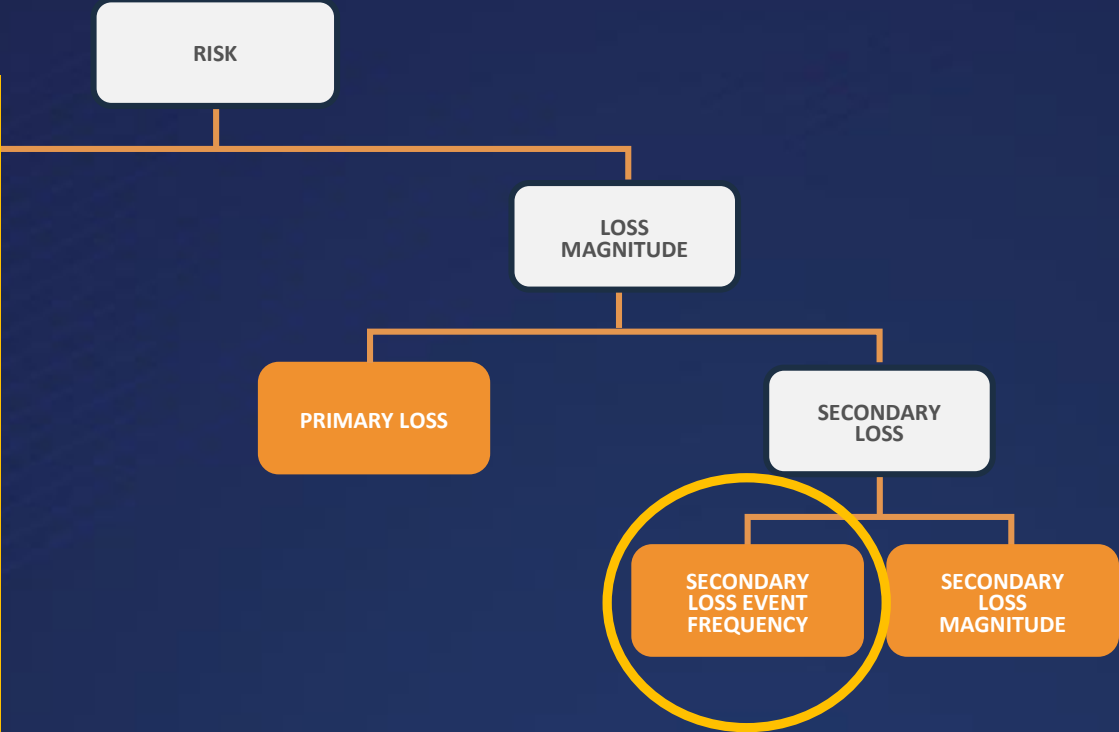 RISK
LOSS
MAGNITUDE
PRIMARY LOSS
SECONDARY
LOSS
SECONDARY
LOSS EVENT
FREQUENCY
SECONDARY
LOSS
MAGNITUDE